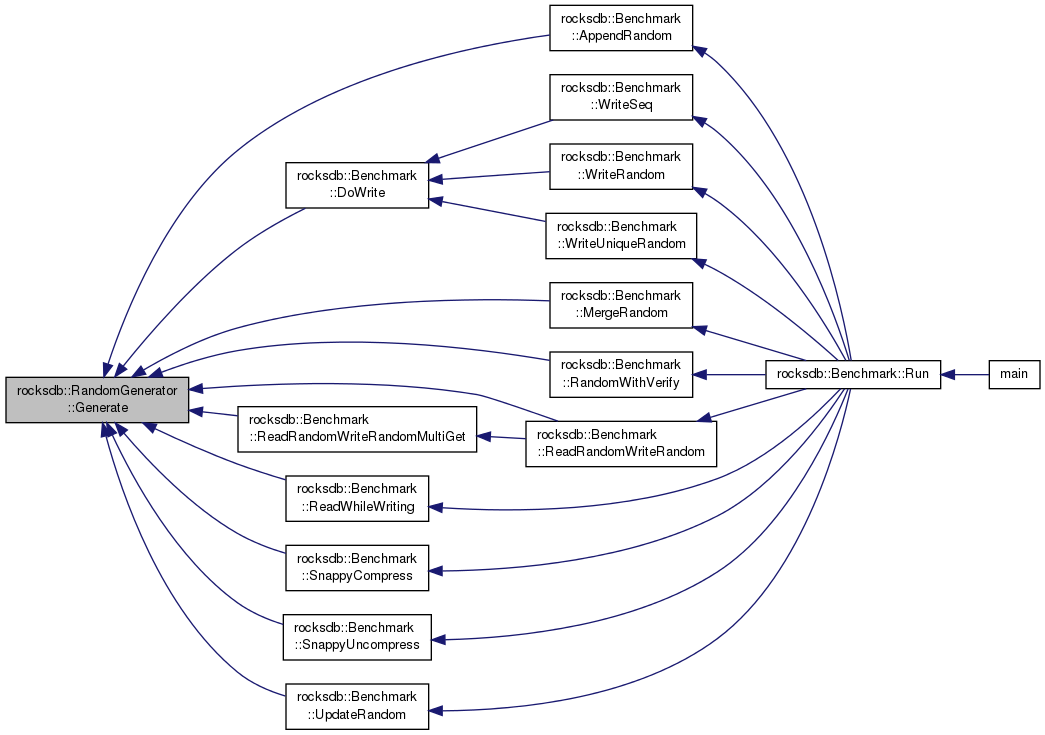 rocksdb::Benchmark
::AppendRandom
rocksdb::Benchmark
::WriteSeq
rocksdb::Benchmark
::WriteRandom
rocksdb::Benchmark
::DoWrite
rocksdb::Benchmark
::WriteUniqueRandom
rocksdb::Benchmark
::MergeRandom
rocksdb::Benchmark
::RandomWithVerify
rocksdb::Benchmark::Run
main
rocksdb::RandomGenerator
::Generate
rocksdb::Benchmark
::ReadRandomWriteRandomMultiGet
rocksdb::Benchmark
::ReadRandomWriteRandom
rocksdb::Benchmark
::ReadWhileWriting
rocksdb::Benchmark
::SnappyCompress
rocksdb::Benchmark
::SnappyUncompress
rocksdb::Benchmark
::UpdateRandom